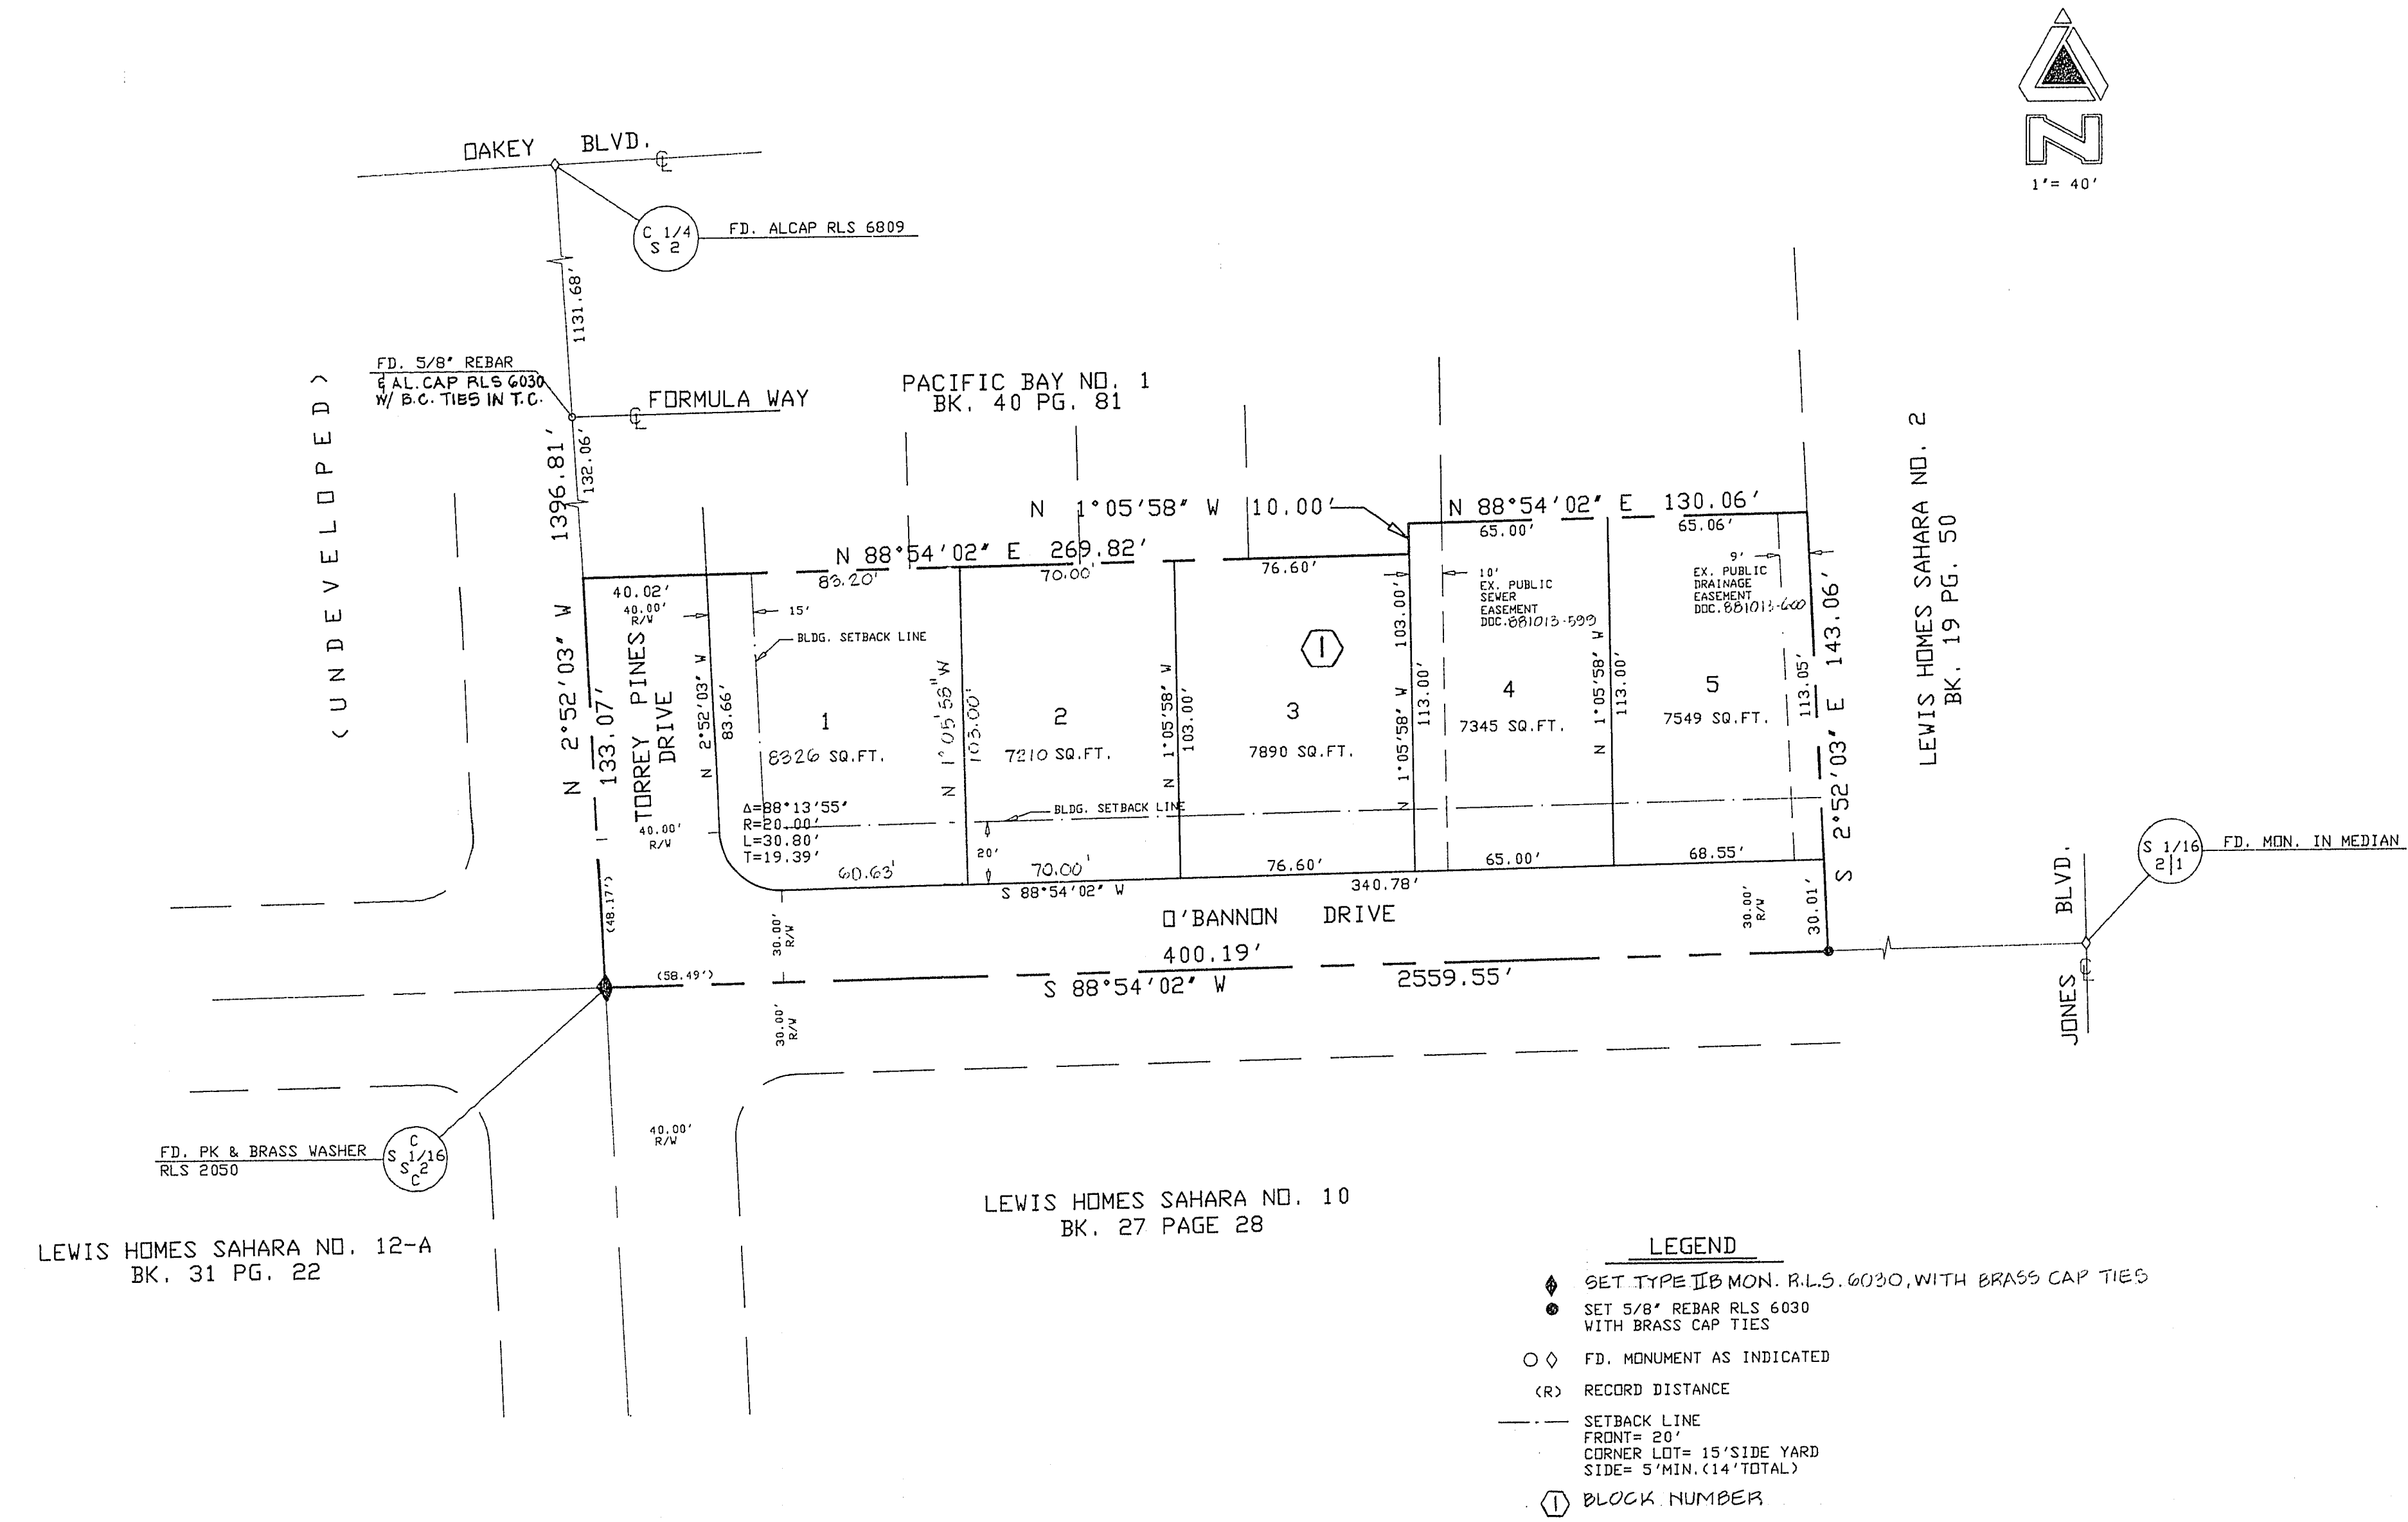 N
1"= 40'
OAKEY BLVD.
C 1/4
S 2
FD. ALCAP RLS 6809
1131.68'
FD. 5/8" REBAR
& AL. CAP RLS 6030
W/ B.C. TIES IN T.C.
FORMULA WAY
PACIFIC BAY NO. 1
BK. 40 PG. 81
(UNDEVELOPED)
1396.81'
132.06'
N 1°05'58" W 10.00'
N 88°54'02" E 130.06'
65.00'
65.06'
N 88°54'02" E 269.82'
83.20'
70.00'
76.60'
40.02'
40.00'
R/W
15'
BLDG. SETBACK LINE
10'
EX. PUBLIC
SEWER
EASEMENT
DOC. 881013-599
9'
EX. PUBLIC
DRAINAGE
EASEMENT
DOC. 881013-600
N 2°52'03" W
133.07'
TORREY PINES
DRIVE
N 2°52'03" W
83.66'
1
8326 SQ.FT.
N 1°05'58" W
103.00'
2
7210 SQ.FT.
N 1°05'58" W
103.00'
1
3
7890 SQ.FT.
103.00'
N 1°05'58" W
113.00'
4
7345 SQ.FT.
N 1°05'58" W
113.00'
5
7549 SQ.FT.
113.05'
S 2°52'03" E 143.06'
LEWIS HOMES SAHARA NO. 2
BK. 19 PG. 50
Δ=88°13'55"
R=20.00'
L=30.80'
T=19.39'
40.00'
R/W
BLDG. SETBACK LINE
20'
60.63'
70.00'
76.60'
65.00'
68.55'
S 88°54'02" W
340.78'
(48.17')
30.00'
R/W
O'BANNON DRIVE
30.00'
R/W
30.01'
(58.49')
400.19'
S 88°54'02" W
2559.55'
30.00'
R/W
JONES BLVD.
S 1/16
2|1
FD. MON. IN MEDIAN
40.00'
R/W
FD. PK & BRASS WASHER
RLS 2050
C
S 1/16
S 2
C
LEWIS HOMES SAHARA NO. 12-A
BK. 31 PG. 22
LEWIS HOMES SAHARA NO. 10
BK. 27 PAGE 28
LEGEND
SET TYPE IIB MON. R.L.S. 6030, WITH BRASS CAP TIES
SET 5/8" REBAR RLS 6030
WITH BRASS CAP TIES
FD. MONUMENT AS INDICATED
(R) RECORD DISTANCE
SETBACK LINE
FRONT= 20'
CORNER LOT= 15'SIDE YARD
SIDE= 5'MIN.(14'TOTAL)
1 BLOCK NUMBER